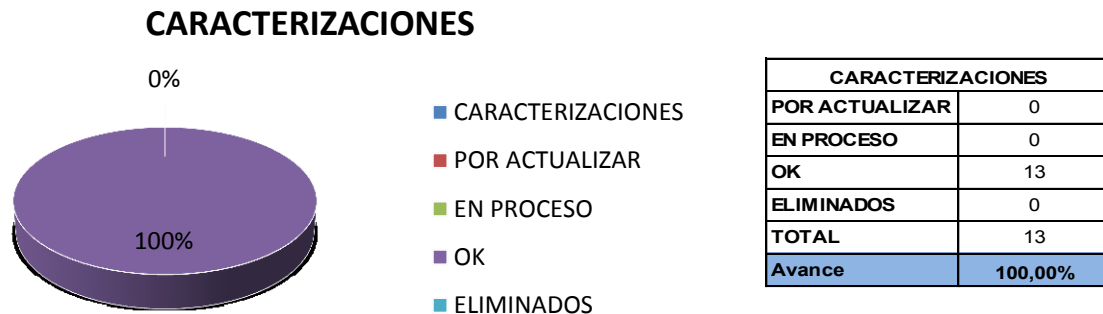 CARACTERIZACIONES
0%
100%
CARACTERIZACIONES
POR ACTUALIZAR
EN PROCESO
OK
ELIMINADOS
CARACTERIZACIONES
POR ACTUALIZAR 0
EN PROCESO 0
OK 13
ELIMINADOS 0
TOTAL 13
Avance 100,00%